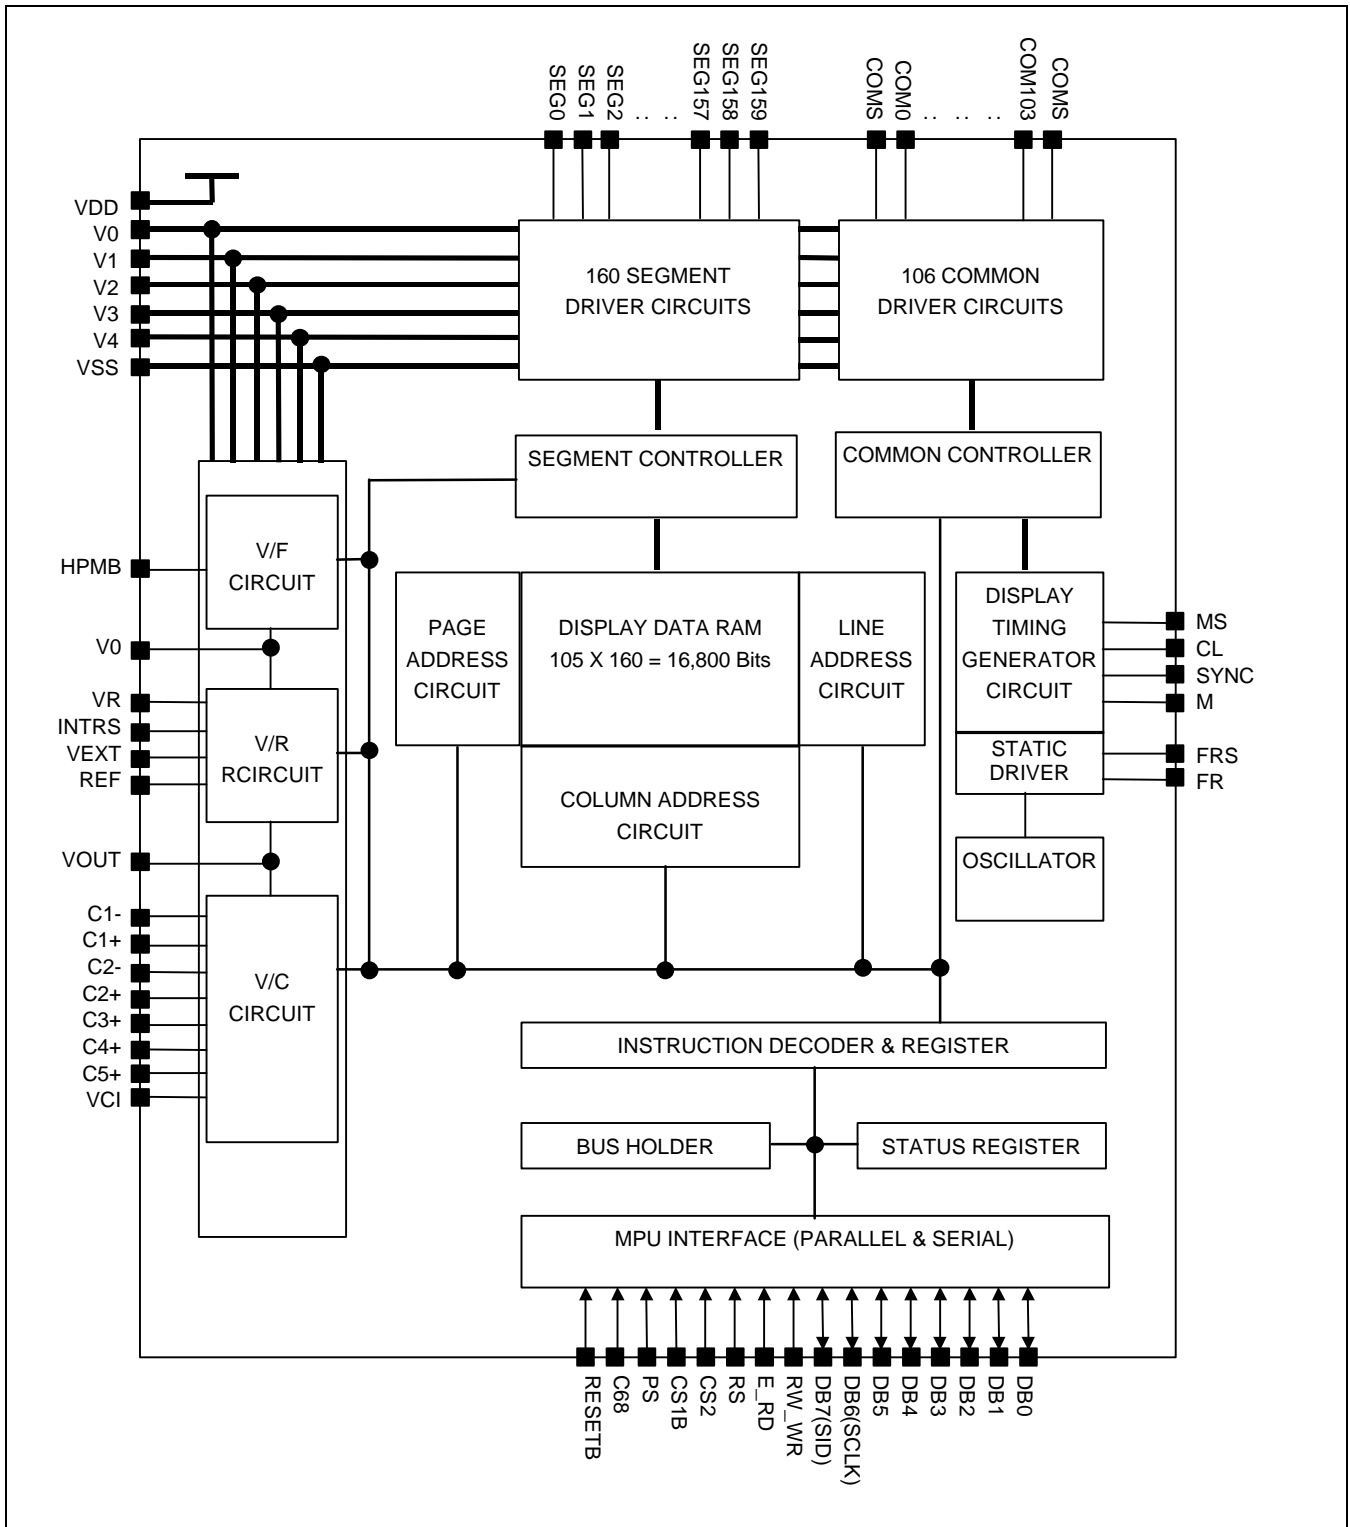 SEG0
SEG1
SEG2
.. ..
SEG157
SEG158
SEG159
COMS
COM0
.. .. ..
COM103
COMS
VDD
V0
V1
V2
V3
V4
VSS
160 SEGMENT
DRIVER CIRCUITS
106 COMMON
DRIVER CIRCUITS
SEGMENT CONTROLLER
COMMON CONTROLLER
HPMB
V0
VR
INTRS
VEXT
REF
VOUT
C1-
C1+
C2-
C2+
C3+
C4+
C5+
VCI
V/F
CIRCUIT
V/R
RCIRCUIT
V/C
CIRCUIT
PAGE
ADDRESS
CIRCUIT
DISPLAY DATA RAM
105 X 160 = 16,800 Bits
LINE
ADDRESS
CIRCUIT
COLUMN ADDRESS
CIRCUIT
DISPLAY
TIMING
GENERATOR
CIRCUIT
STATIC
DRIVER
OSCILLATOR
MS
CL
SYNC
M
FRS
FR
INSTRUCTION DECODER & REGISTER
BUS HOLDER
STATUS REGISTER
MPU INTERFACE (PARALLEL & SERIAL)
RESETB
C68
PS
CS1B
CS2
RS
E_RD
RW_WR
DB7(SID)
DB6(SCLK)
DB5
DB4
DB3
DB2
DB1
DB0